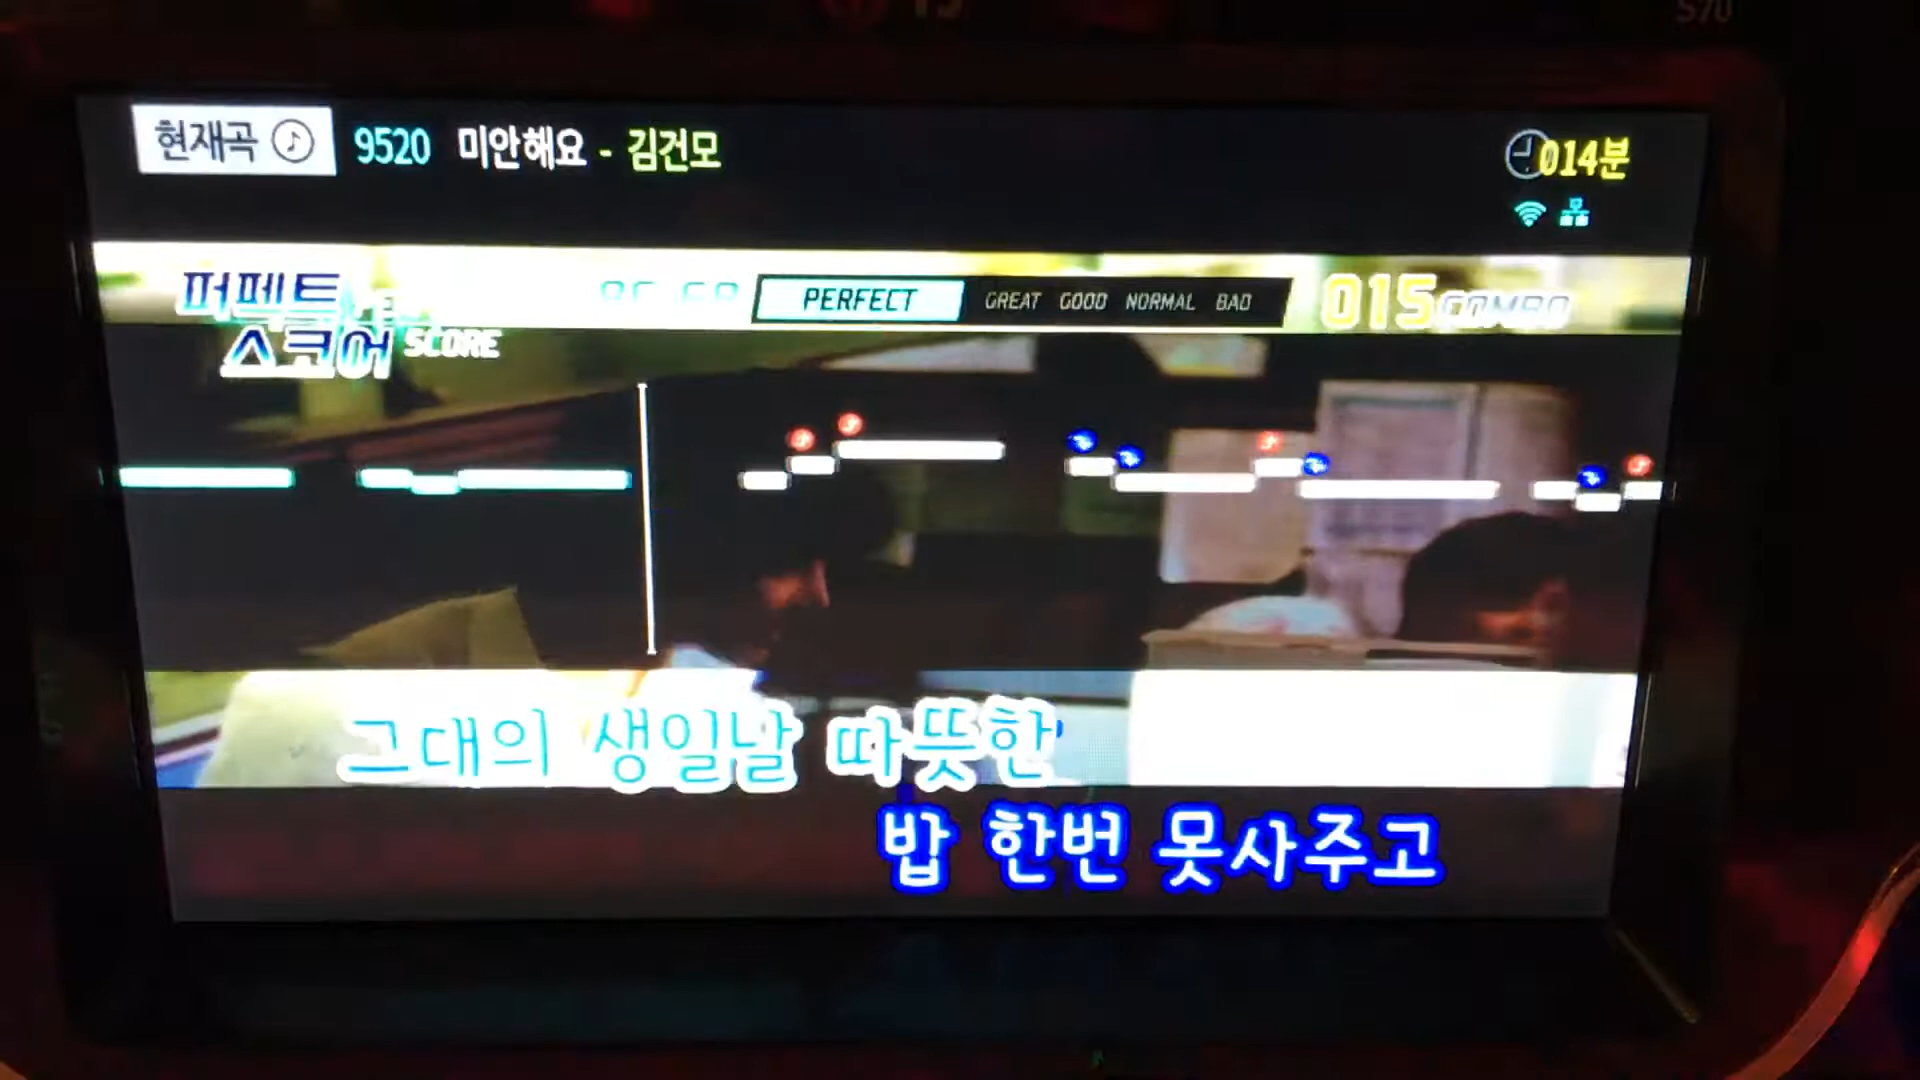 현재곡 9520 미안해요 - 김건모
014분
퍼펙트
스코어 SCORE
PERFECT GREAT GOOD NORMAL BAD
015 COMBO
그대의 생일날 따뜻한
밥 한번 못사주고